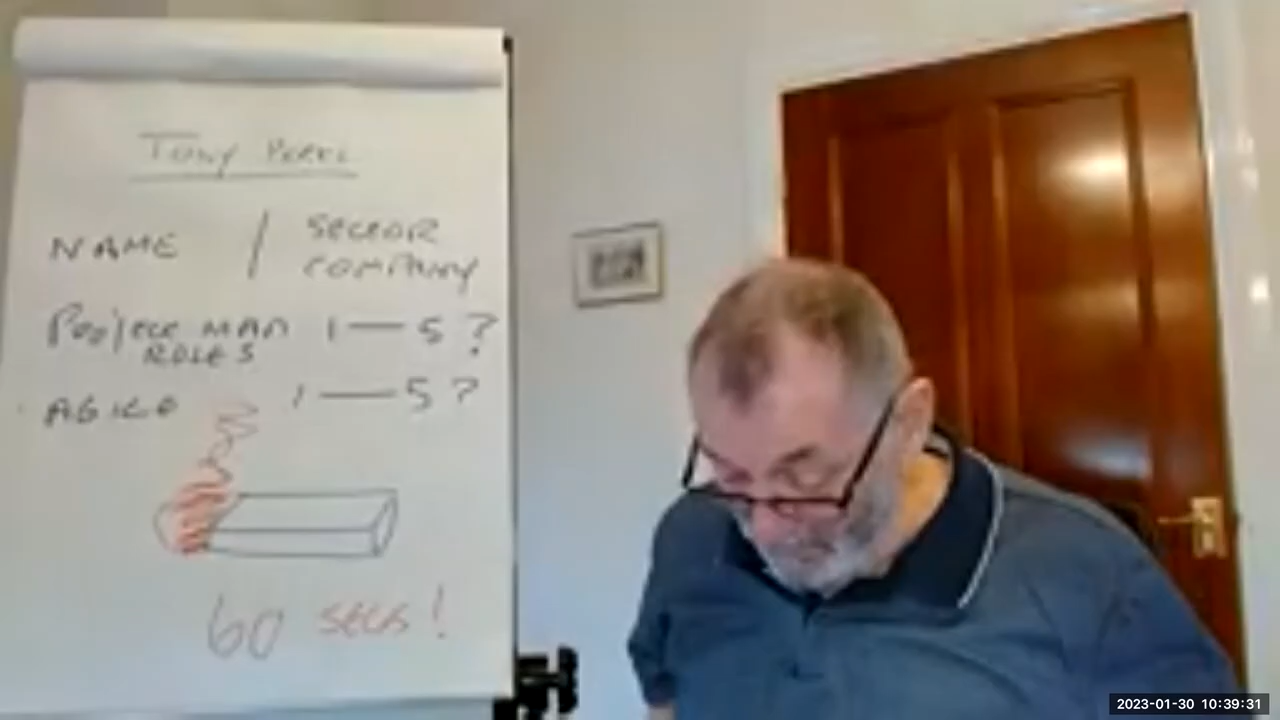 Tony
NAME / SECTOR
COMPANY
Project MAN 1 — 5 ?
ROLES
AGILE 1 — 5 ?
60 secs!
2023-01-30 10:39:31